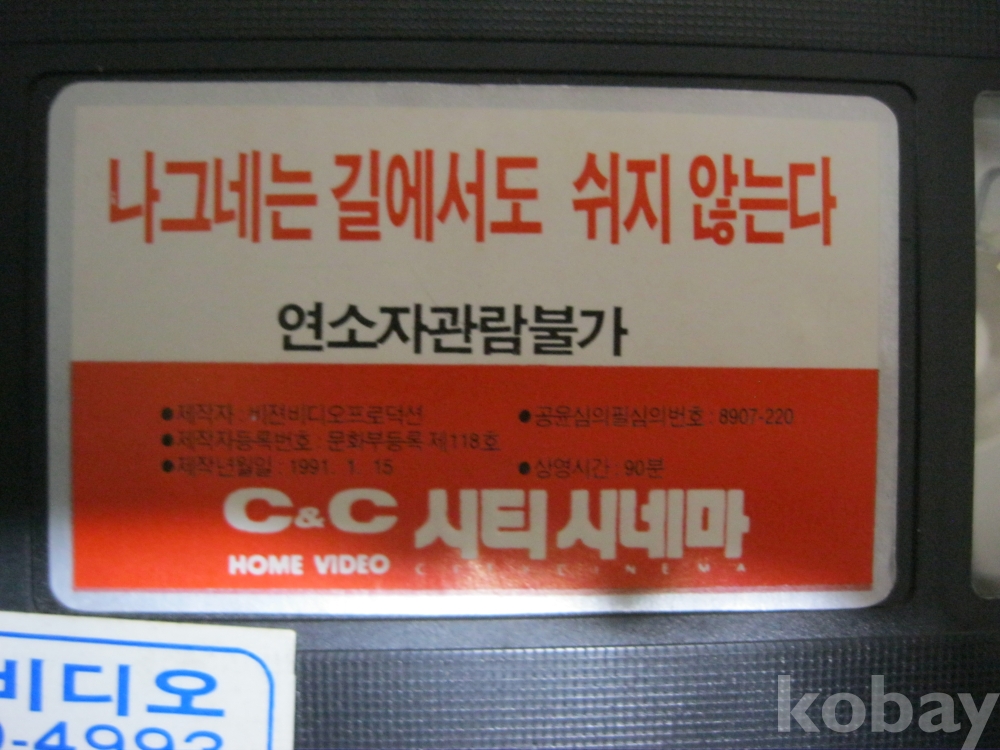 나그네는 길에서도 쉬지 않는다
연소자관람불가
●제작자 : 비젼비디오프로덕션 ●공윤심의필심의번호 : 8907-220
●제작자등록번호 : 문화부등록 제118호
●제작년월일 : 1991. 1. 15 ●상영시간 : 90분
C&C 시티 시네마
HOME VIDEO CITY CINEMA
비디오
-4993
kobay